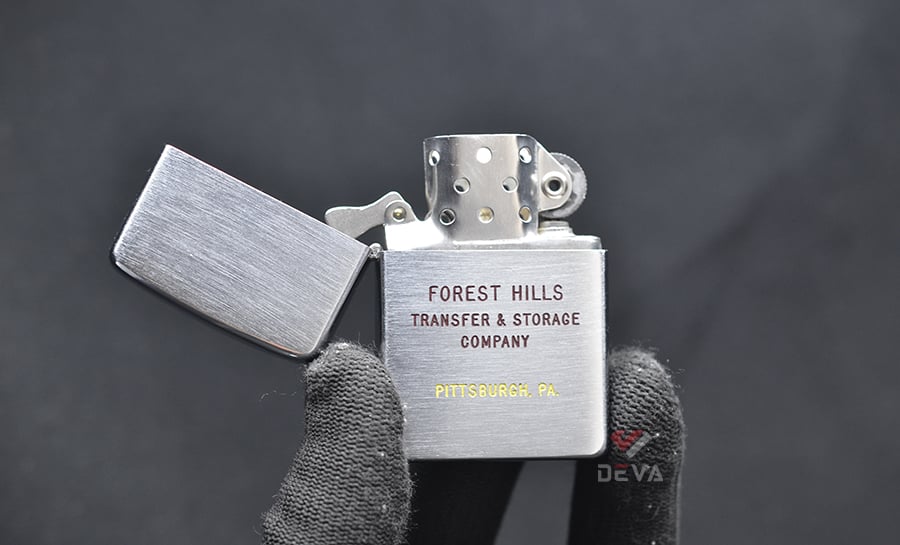 FOREST HILLS
TRANSFER & STORAGE
COMPANY
PITTSBURGH, PA.
DEVA